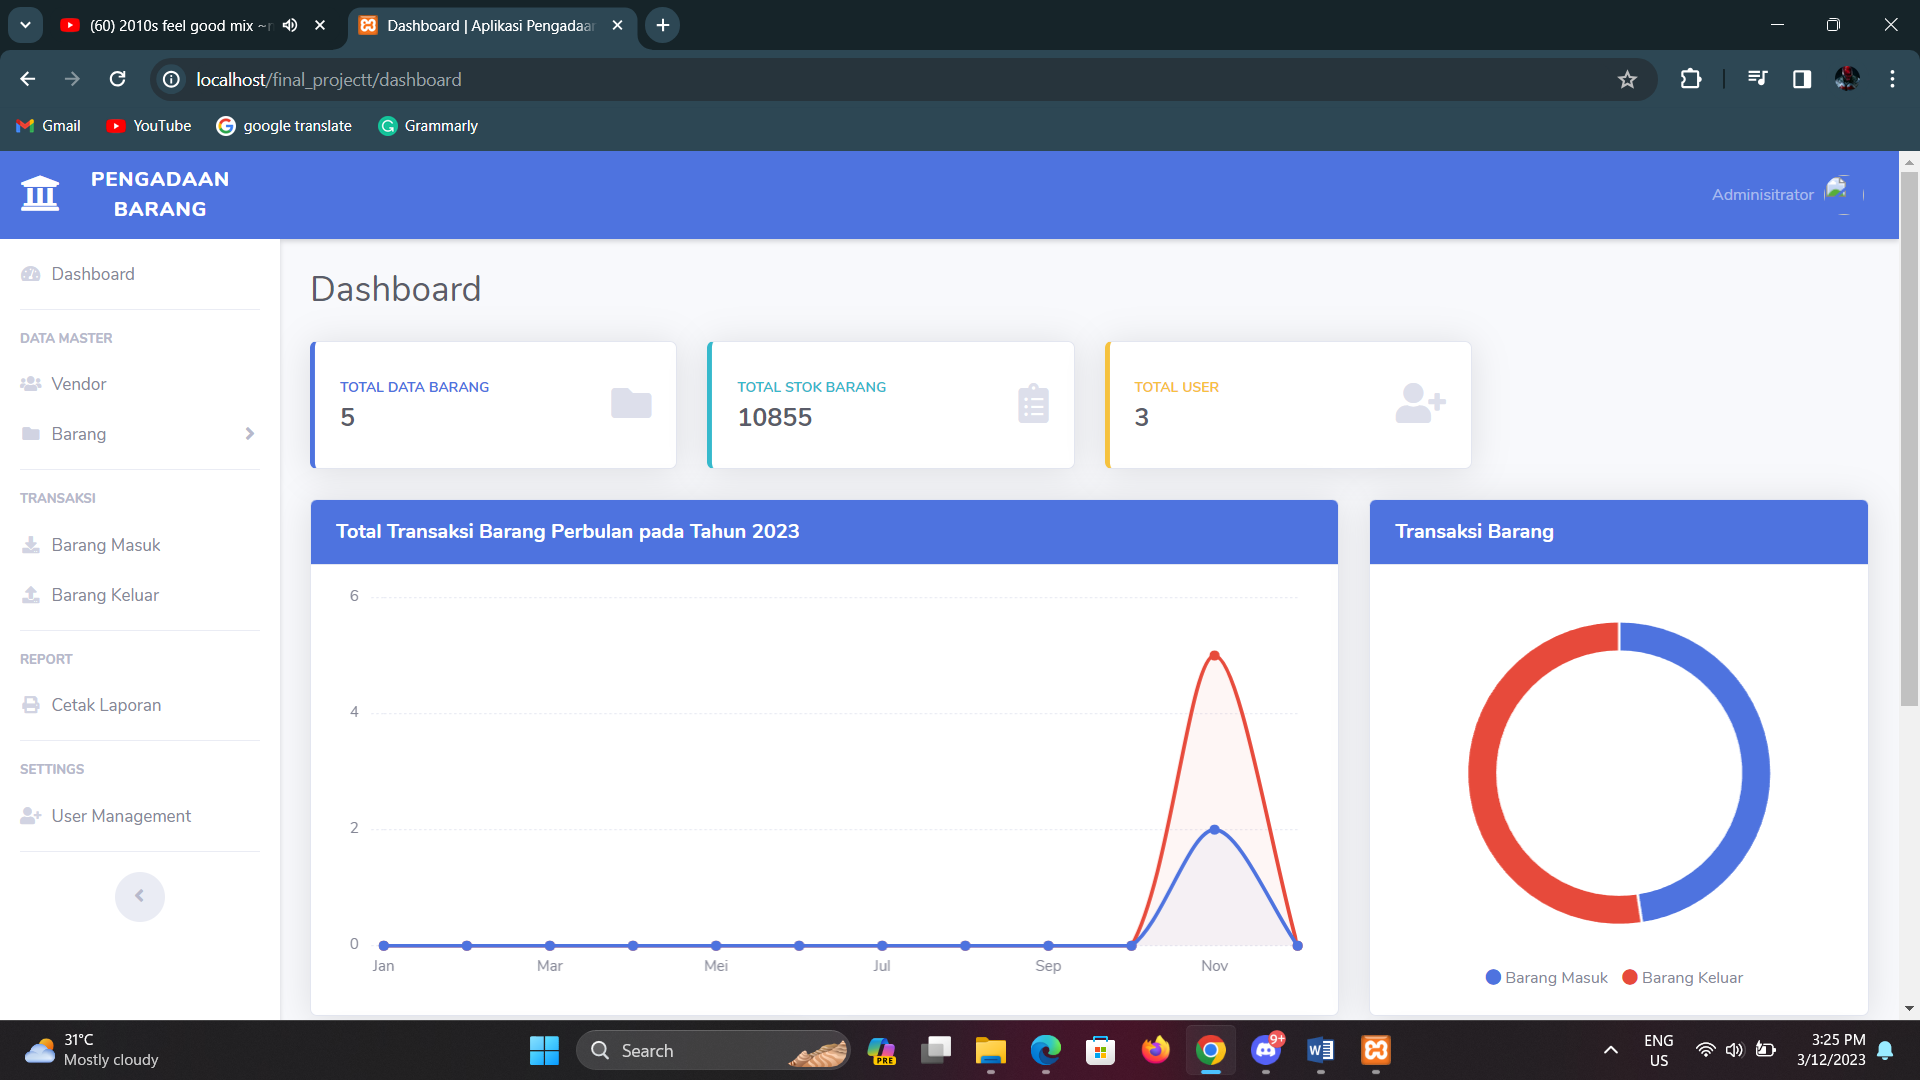 (60) 2010s feel good mix ~
Dashboard | Aplikasi Pengadaan
localhost/final_projectt/dashboard
Gmail
YouTube
google translate
Grammarly
PENGADAAN
BARANG
Adminisitrator
Dashboard
DATA MASTER
Vendor
Barang
TRANSAKSI
Barang Masuk
Barang Keluar
REPORT
Cetak Laporan
SETTINGS
User Management
Dashboard
TOTAL DATA BARANG
5
TOTAL STOK BARANG
10855
TOTAL USER
3
Total Transaksi Barang Perbulan pada Tahun 2023
6
4
2
0
Jan Mar Mei Jul Sep Nov
Transaksi Barang
Barang Masuk Barang Keluar
31°C
Mostly cloudy
Search
PRE
9+
ENG
US
3:25 PM
3/12/2023